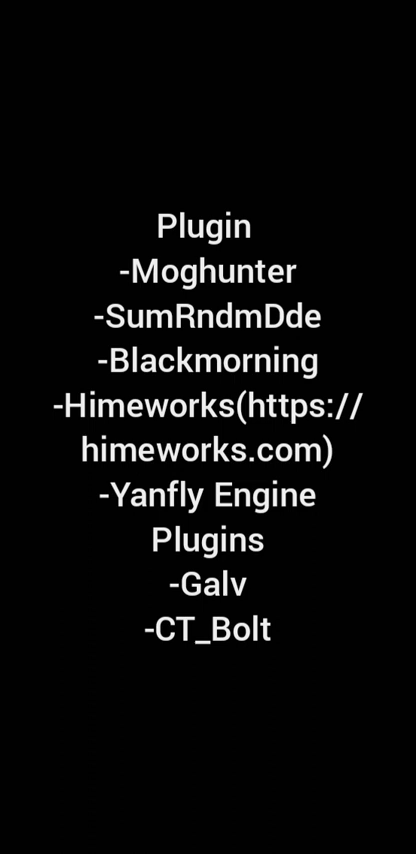 Plugin
-Moghunter
-SumRndmDde
-Blackmorning
-Himeworks(https://
himeworks.com)
-Yanfly Engine
Plugins
-Galv
-CT_Bolt